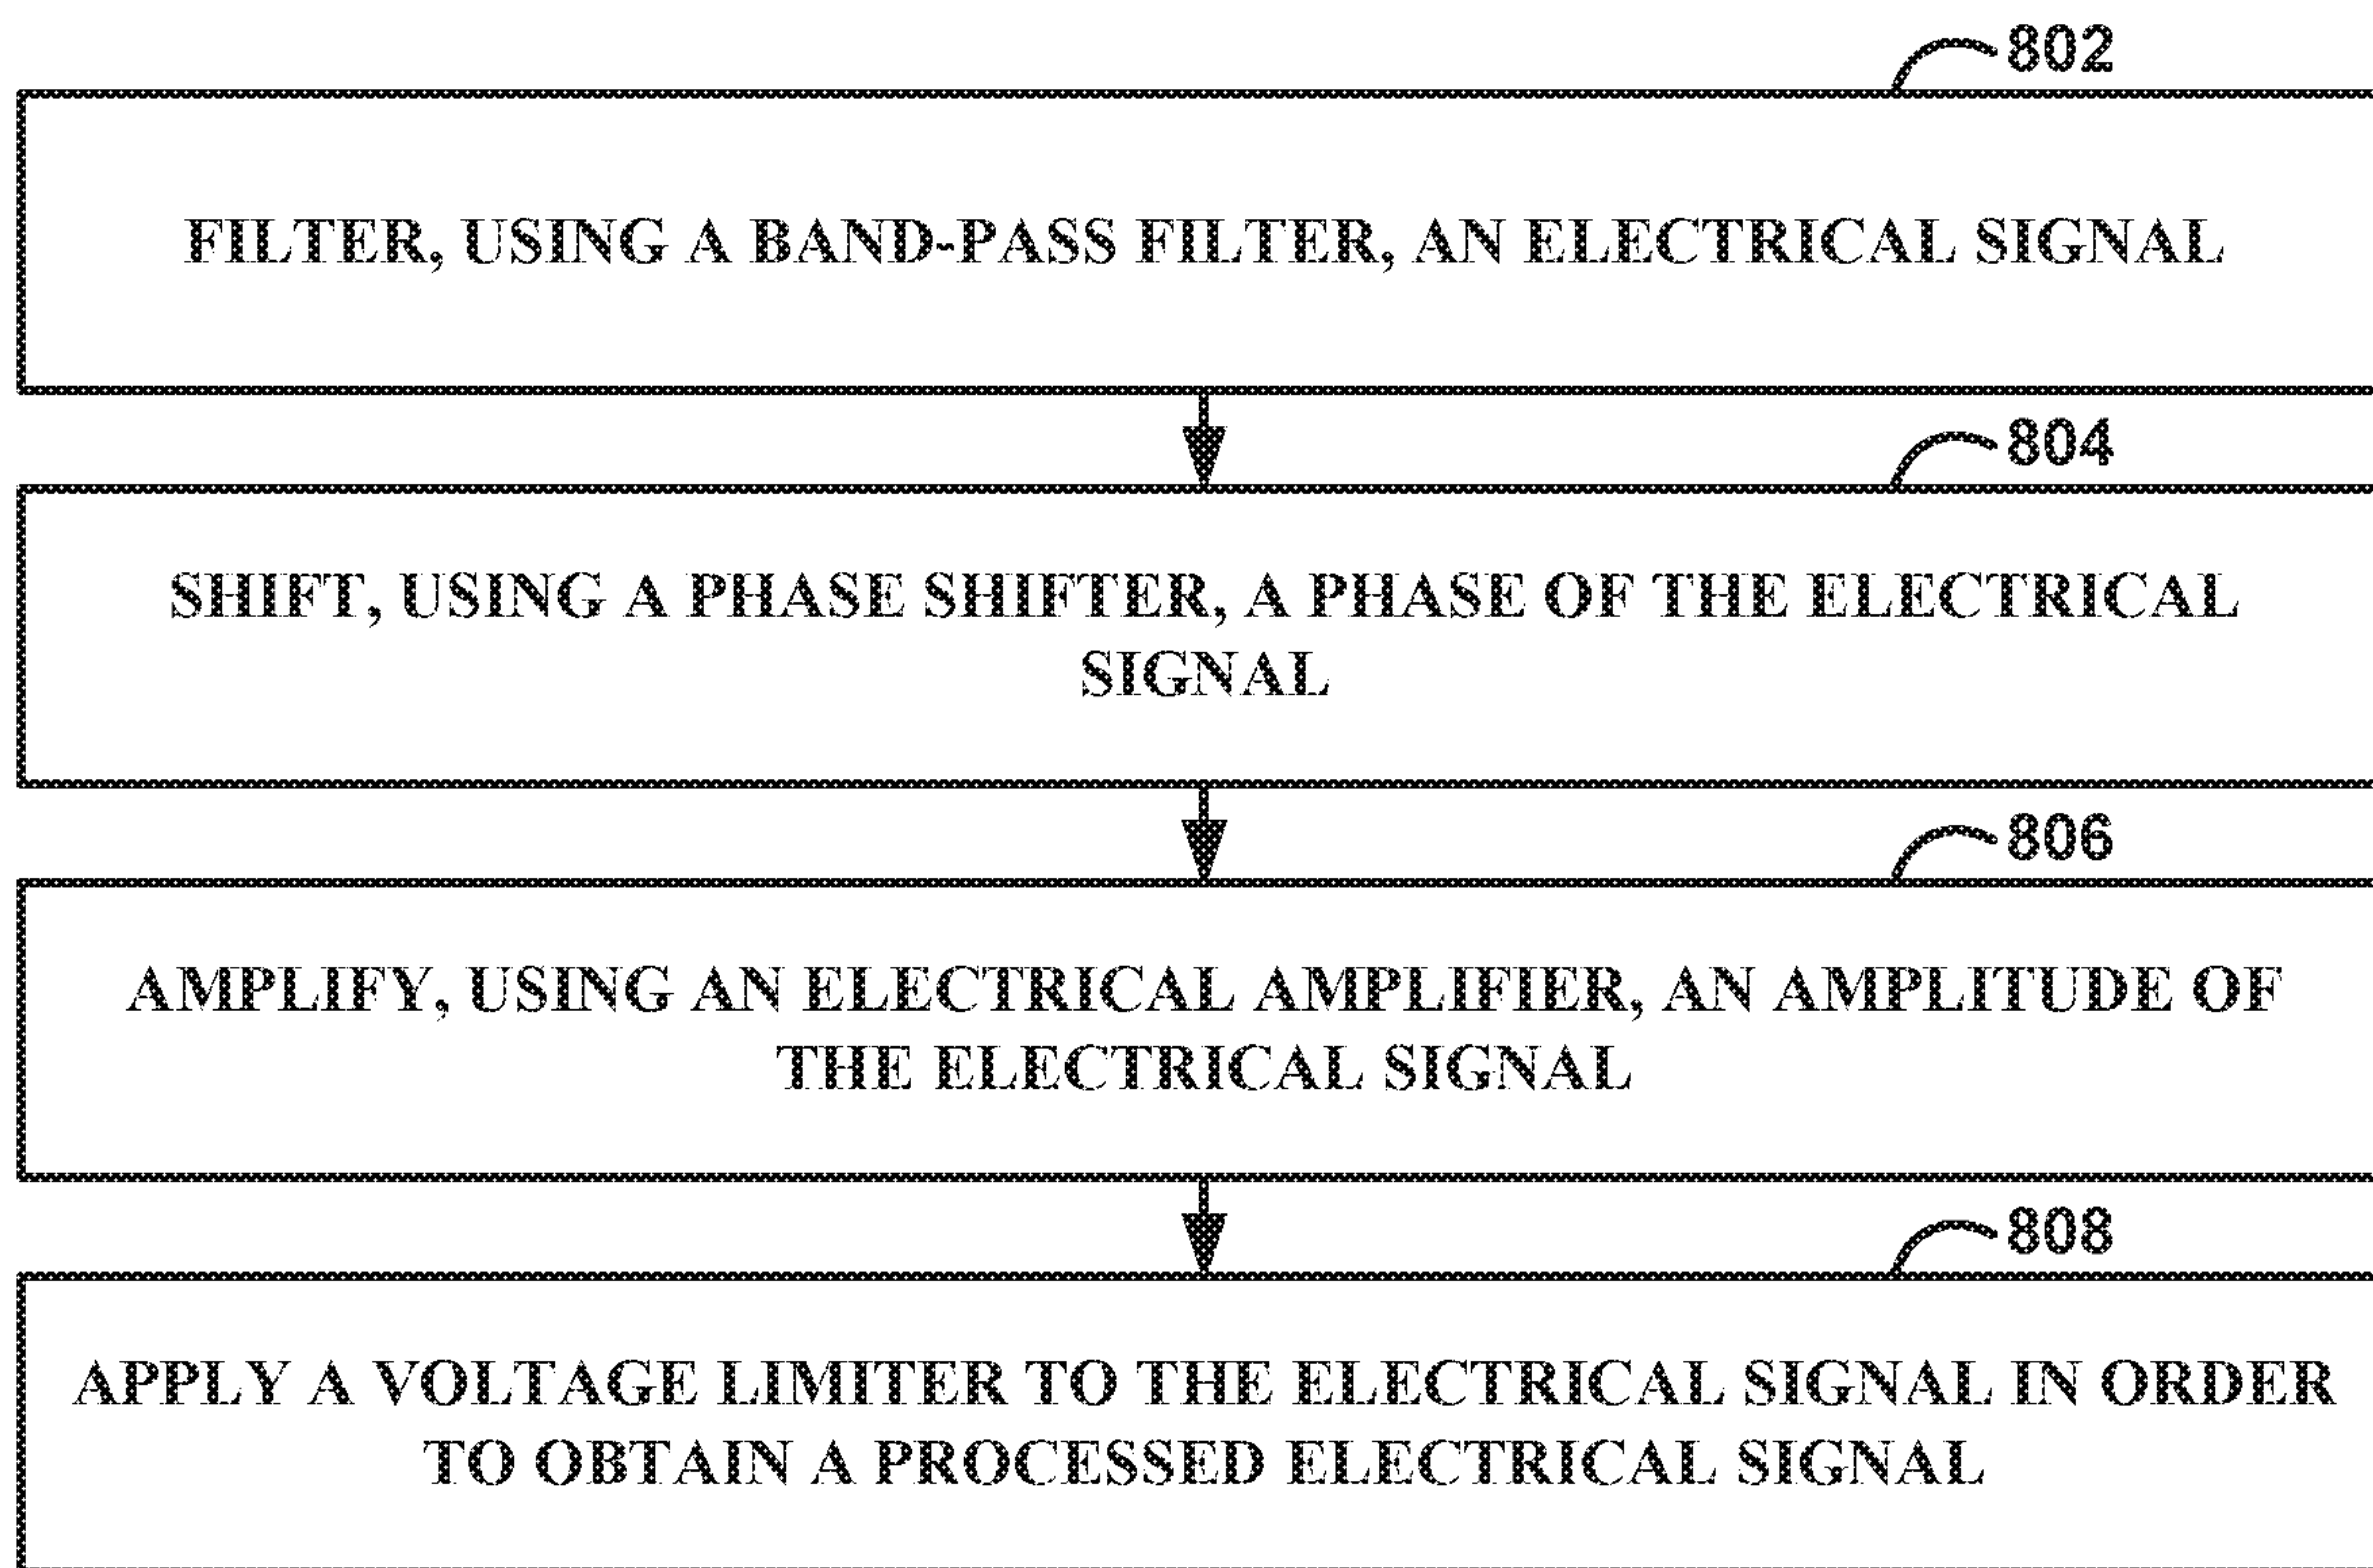 802
FILTER, USING A BAND-PASS FILTER, AN ELECTRICAL SIGNAL
804
SHIFT, USING A PHASE SHIFTER, A PHASE OF THE ELECTRICAL
SIGNAL
806
AMPLIFY, USING AN ELECTRICAL AMPLIFIER, AN AMPLITUDE OF
THE ELECTRICAL SIGNAL
808
APPLY A VOLTAGE LIMITER TO THE ELECTRICAL SIGNAL IN ORDER
TO OBTAIN A PROCESSED ELECTRICAL SIGNAL